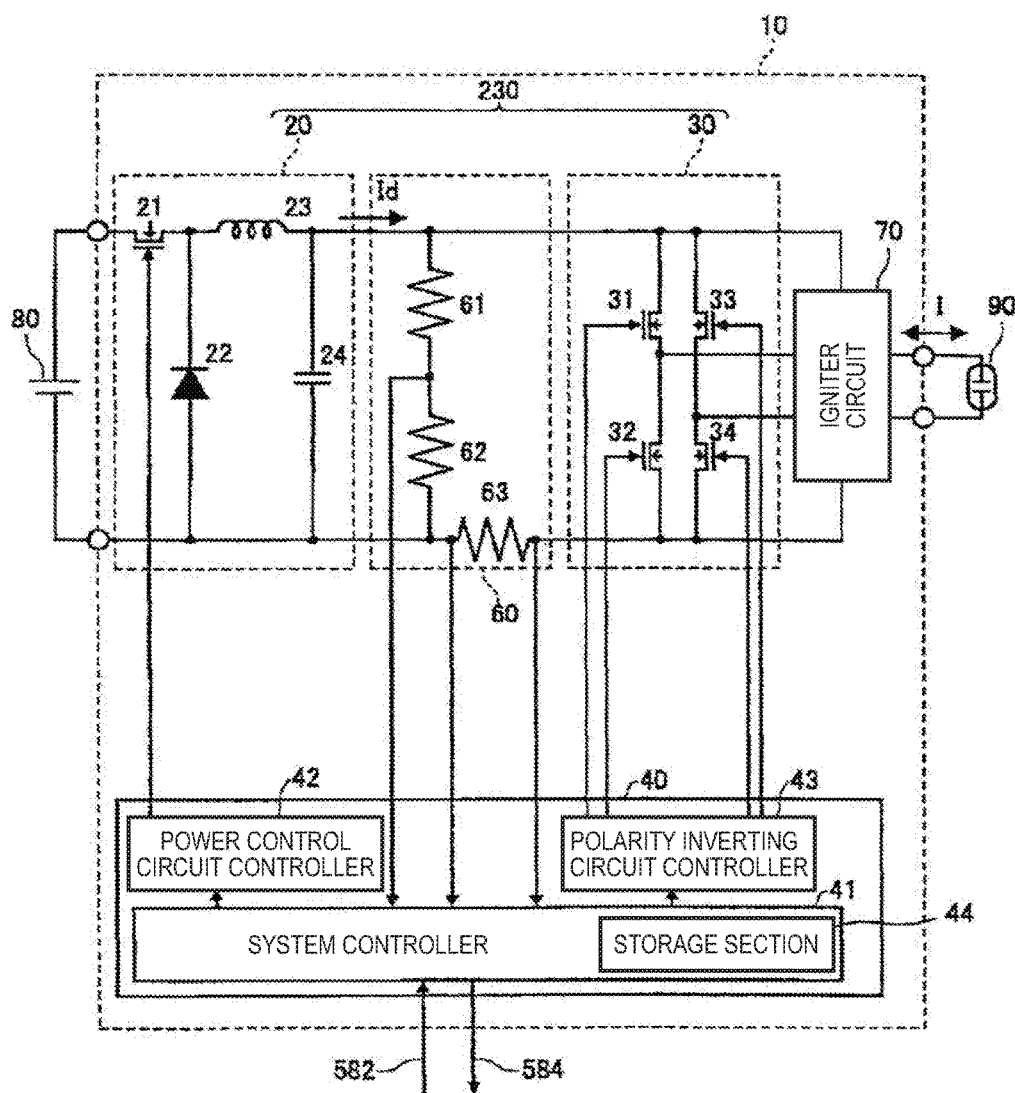 10
230
20
30
Id
21
23
70
31
33
I
80
61
90
22
24
IGNITER
CIRCUIT
32
34
62
63
60
42
40
43
POWER CONTROL
CIRCUIT CONTROLLER
POLARITY INVERTING
CIRCUIT CONTROLLER
41
44
SYSTEM CONTROLLER
STORAGE SECTION
582
584